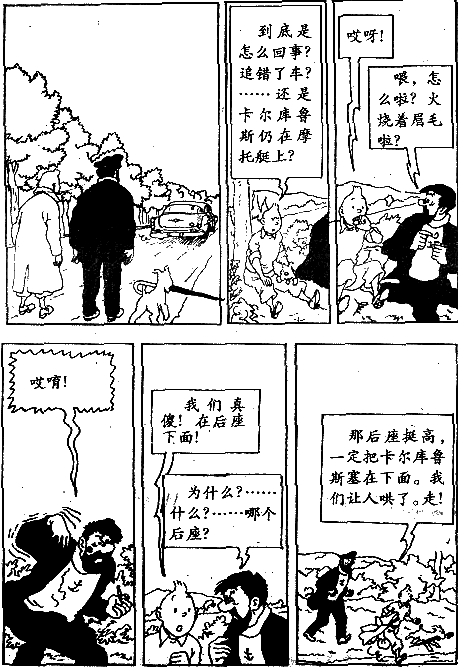 到底是
怎么回事?
追错了车?
……还是
卡尔库鲁
斯仍在摩
托艇上?
哎呀!
喂,怎
么啦?火
烧着眉毛
啦?
哎唷!
我们真
傻!在后座
下面!
为什么?……
什么?……哪个
后座?
那后座挺高,
一定把卡尔库鲁
斯塞在下面。我
们让人哄了。走!